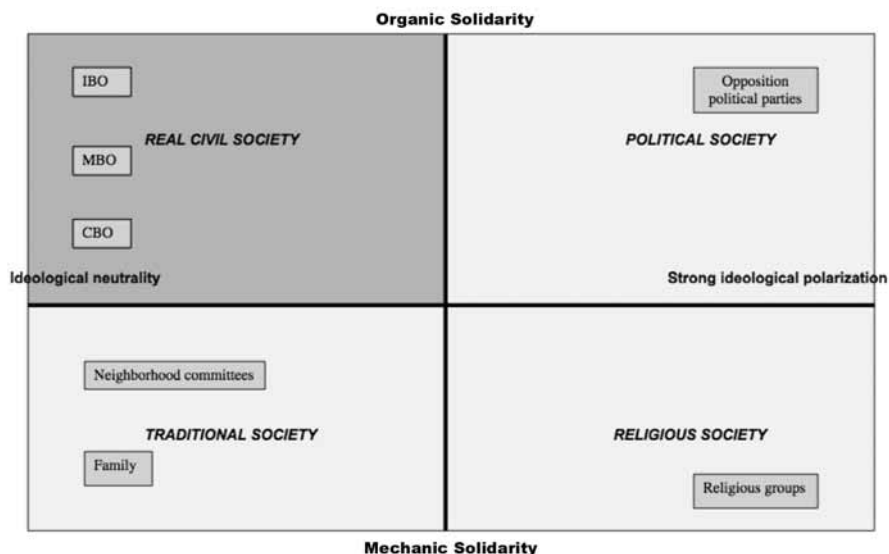 Organic Solidarity
IBO
Opposition
political parties
REAL CIVIL SOCIETY
POLITICAL SOCIETY
MBO
CBO
Ideological neutrality
Strong ideological polarization
Neighborhood committees
TRADITIONAL SOCIETY
RELIGIOUS SOCIETY
Family
Religious groups
Mechanic Solidarity